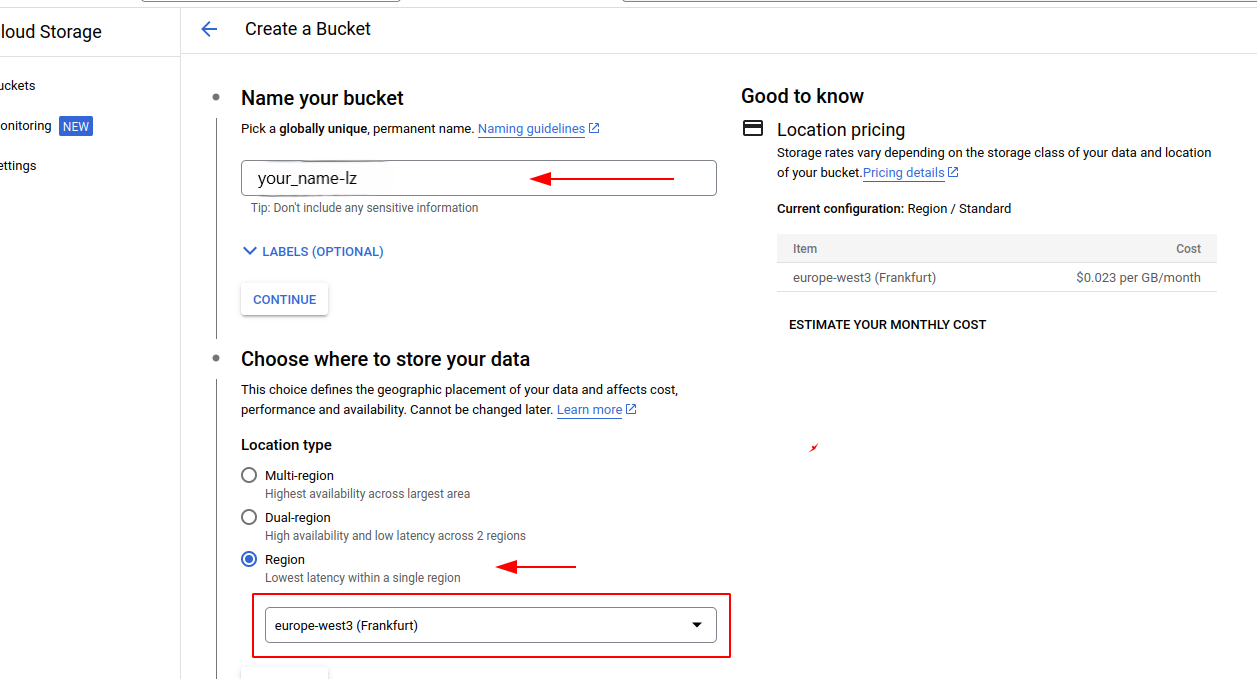 loud Storage
uckets
onitoring NEW
ettings
Create a Bucket
Name your bucket
Pick a globally unique, permanent name. Naming guidelines
your_name-lz
Tip: Don't include any sensitive information
LABELS (OPTIONAL)
CONTINUE
Choose where to store your data
This choice defines the geographic placement of your data and affects cost,
performance and availability. Cannot be changed later. Learn more
Location type
Multi-region
Highest availability across largest area
Dual-region
High availability and low latency across 2 regions
Region
Lowest latency within a single region
europe-west3 (Frankfurt)
Good to know
Location pricing
Storage rates vary depending on the storage class of your data and location
of your bucket.Pricing details
Current configuration: Region / Standard
Item Cost
europe-west3 (Frankfurt) $0.023 per GB/month
ESTIMATE YOUR MONTHLY COST